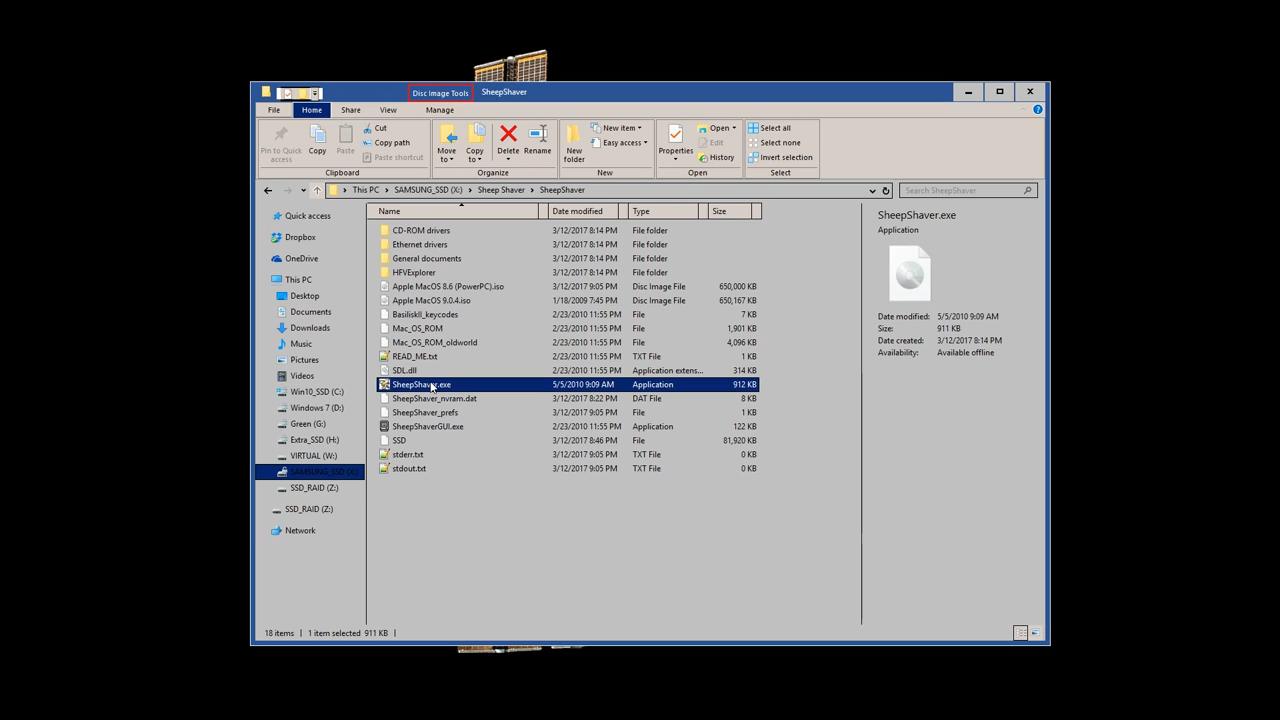 Disc Image Tools SheepShaver
File Home Share View Manage
Pin to Quick access
Copy
Paste
Cut
Copy path
Paste shortcut
Clipboard
Move to
Copy to
Delete
Rename
Organize
New folder
New item
Easy access
New
Properties
Open
Edit
History
Open
Select all
Select none
Invert selection
Select
This PC SAMSUNG_SSD (X:) Sheep Shaver SheepShaver
Search SheepShaver
Quick access
Dropbox
OneDrive
This PC
Desktop
Documents
Downloads
Music
Pictures
Videos
Win10_SSD (C:)
Windows 7 (D:)
Green (G:)
Extra_SSD (H:)
VIRTUAL (W:)
SAMSUNG_SSD (X:)
SSD_RAID (Z:)
SSD_RAID (Z:)
Network
Name Date modified Type Size
CD-ROM drivers 3/12/2017 8:14 PM File folder
Ethernet drivers 3/12/2017 8:14 PM File folder
General documents 3/12/2017 8:14 PM File folder
HFVExplorer 3/12/2017 8:14 PM File folder
Apple MacOS 8.6 (PowerPC).iso 3/12/2017 9:05 PM Disc Image File 650,000 KB
Apple MacOS 9.0.4.iso 1/18/2009 7:45 PM Disc Image File 650,167 KB
BasiliskII_keycodes 2/23/2010 11:55 PM File 7 KB
Mac_OS_ROM 2/23/2010 11:55 PM File 1,901 KB
Mac_OS_ROM_oldworld 2/23/2010 11:55 PM File 4,096 KB
READ_ME.txt 2/23/2010 11:55 PM TXT File 1 KB
SDL.dll 2/23/2010 11:55 PM Application extens... 314 KB
SheepShaver.exe 5/5/2010 9:09 AM Application 912 KB
SheepShaver_nvram.dat 3/12/2017 8:22 PM DAT File 8 KB
SheepShaver_prefs 3/12/2017 9:05 PM File 1 KB
SheepShaverGUI.exe 2/23/2010 11:55 PM Application 122 KB
SSD 3/12/2017 8:46 PM File 81,920 KB
stderr.txt 3/12/2017 9:05 PM TXT File 0 KB
stdout.txt 3/12/2017 9:05 PM TXT File 0 KB
SheepShaver.exe
Application
Date modified: 5/5/2010 9:09 AM
Size: 911 KB
Date created: 3/12/2017 8:14 PM
Availability: Available offline
18 items 1 item selected 911 KB